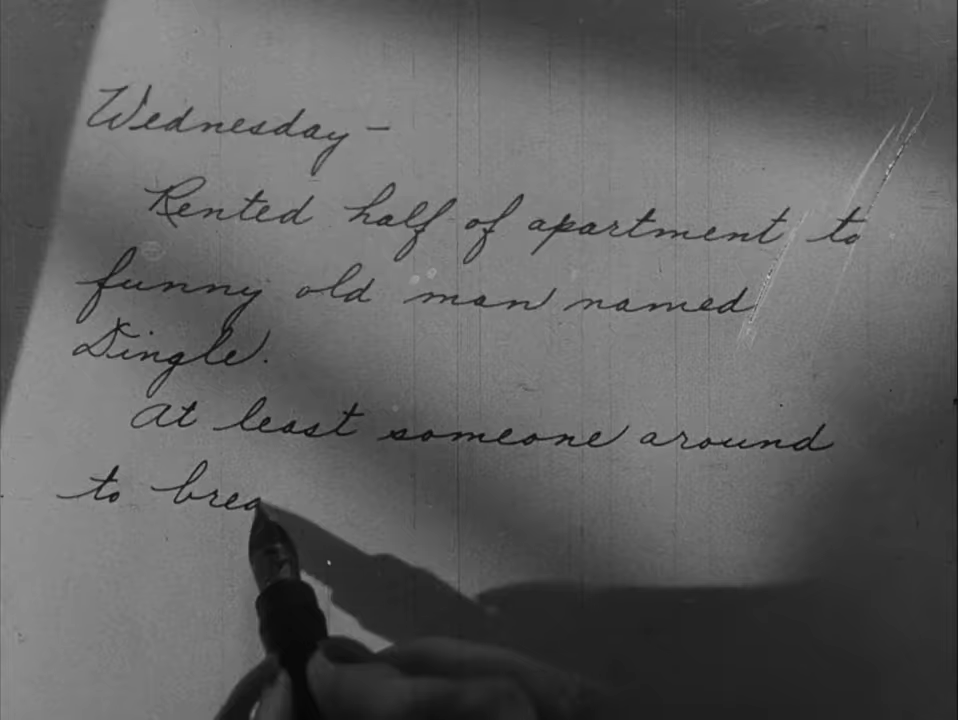 Wednesday –
Rented half of apartment to
funny old man named
Dingle.
At least someone around
to brea